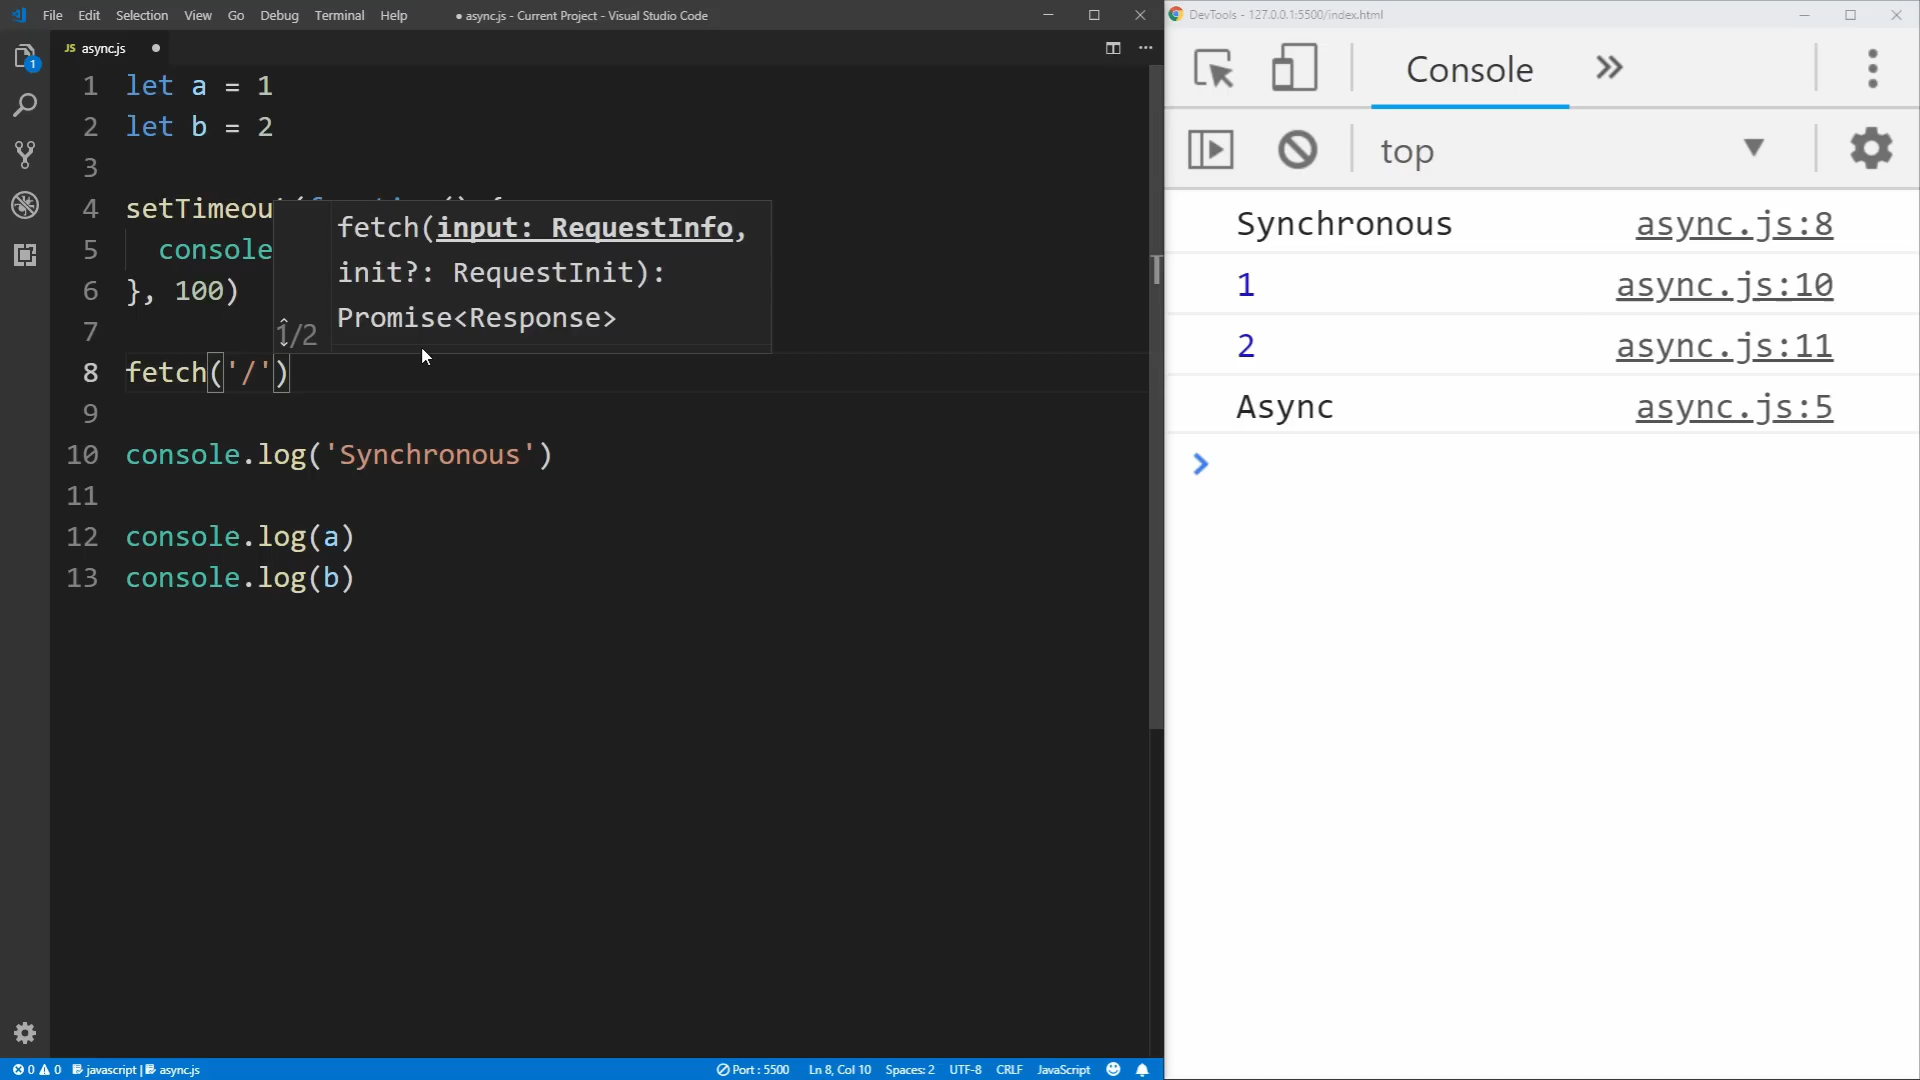 File Edit Selection View Go Debug Terminal Help
● async.js - Current Project - Visual Studio Code
JS async.js ●
1 let a = 1
2 let b = 2
3
4 setTimeou
5 console
6 }, 100)
7
fetch(input: RequestInfo,
init?: RequestInit):
Promise<Response>
1/2
8 fetch('/')
9
10 console.log('Synchronous')
11
12 console.log(a)
13 console.log(b)
0 0 javascript | async.js
Port : 5500 Ln 8, Col 10 Spaces: 2 UTF-8 CRLF JavaScript
1
DevTools - 127.0.0.1:5500/index.html
Console
top
Synchronous async.js:8
1 async.js:10
2 async.js:11
Async async.js:5